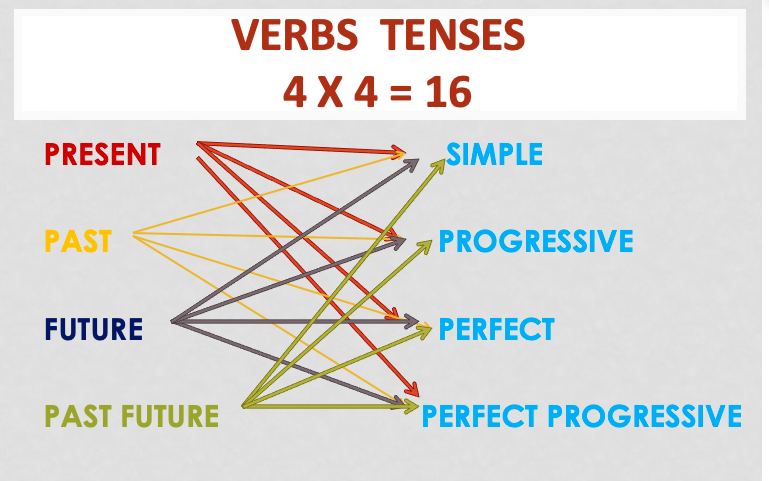 VERBS TENSES
4 X 4 = 16
PRESENT
SIMPLE
PAST
PROGRESSIVE
FUTURE
PERFECT
PAST FUTURE
PERFECT PROGRESSIVE